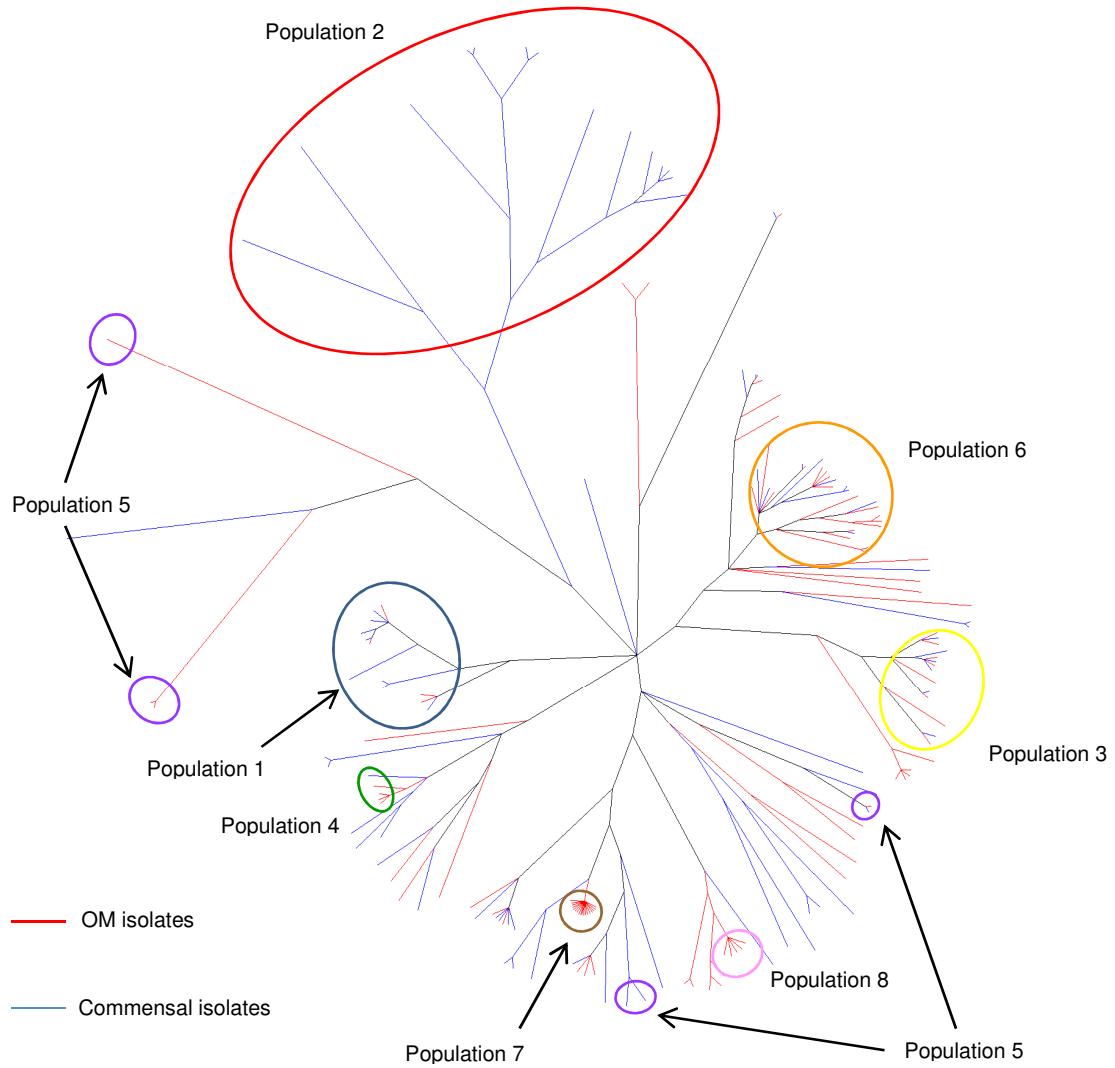 Population 2
Population 6
Population 5
Population 3
Population 1
Population 4
OM isolates
Population 8
Commensal isolates
Population 7
Population 5